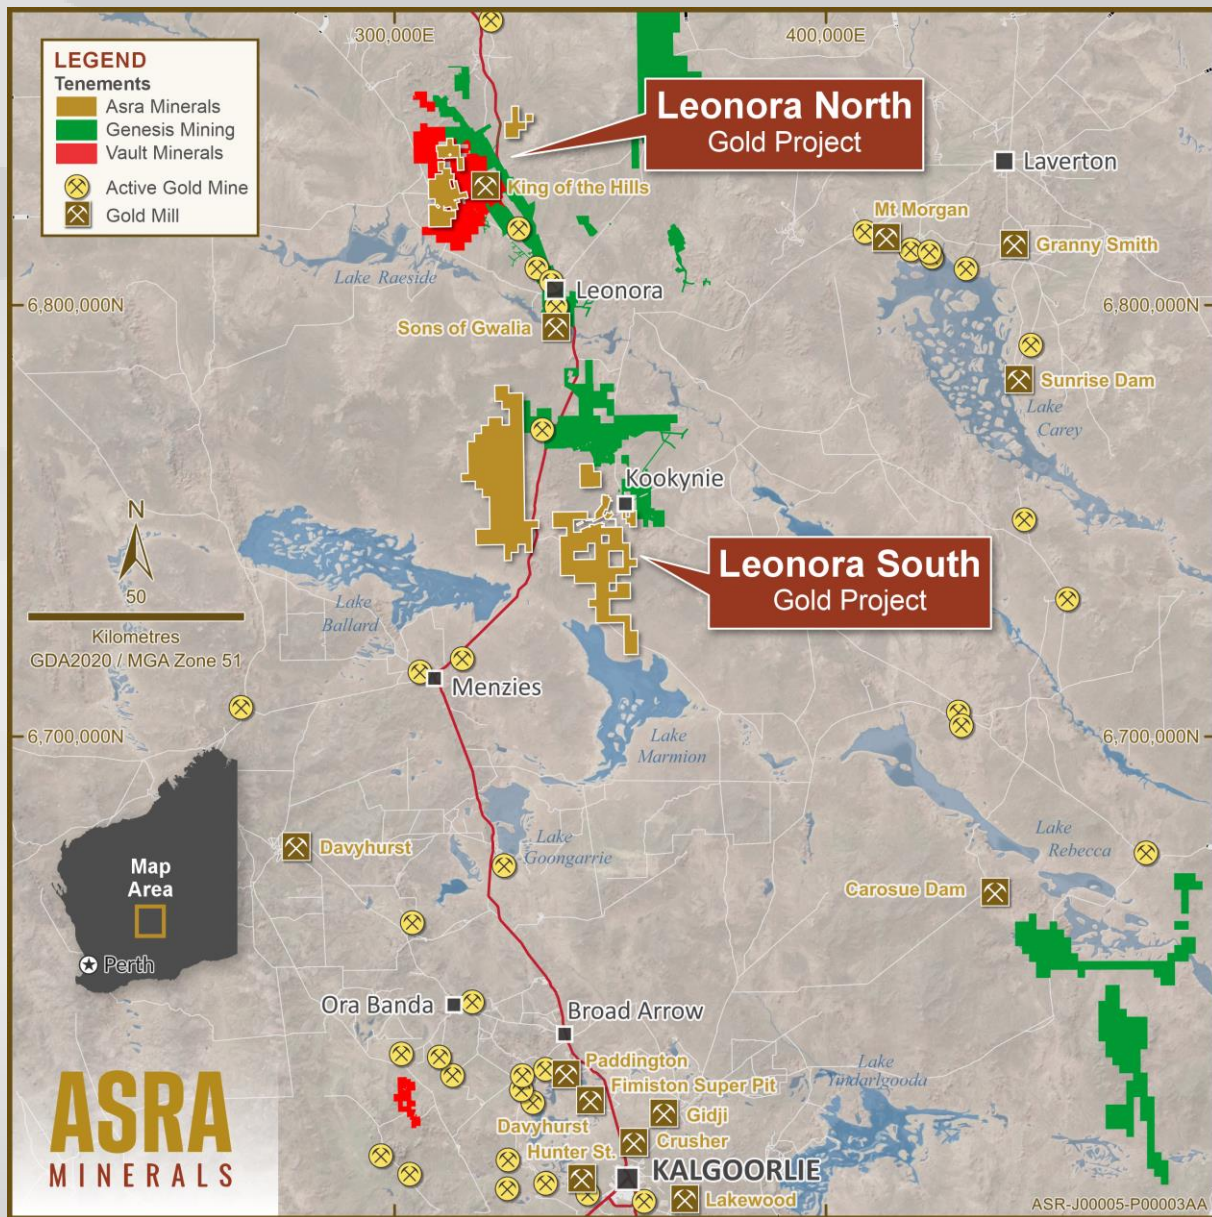 300,000E
400,000E
LEGEND
Tenements
Asra Minerals
Genesis Mining
Vault Minerals
Active Gold Mine
Gold Mill
Leonora North
Gold Project
Laverton
King of the Hills
Mt Morgan
Granny Smith
Lake Raeside
Leonora
6,800,000N
6,800,000N
Sons of Gwalia
Sunrise Dam
Lake
Carey
Kookynie
N
50
Kilometres
GDA2020 / MGA Zone 51
Leonora South
Gold Project
Lake
Ballard
Menzies
6,700,000N
6,700,000N
Lake
Marmion
Map
Area
Perth
Davyhurst
Lake
Goongarrie
Lake
Rebecca
Carosue Dam
Ora Banda
Broad Arrow
Paddington
Fimiston Super Pit
Lake
Yindarlgooda
Gidji
Davyhurst
Crusher
Hunter St.
KALGOORLIE
Lakewood
ASRA
MINERALS
ASR-J00005-P00003AA